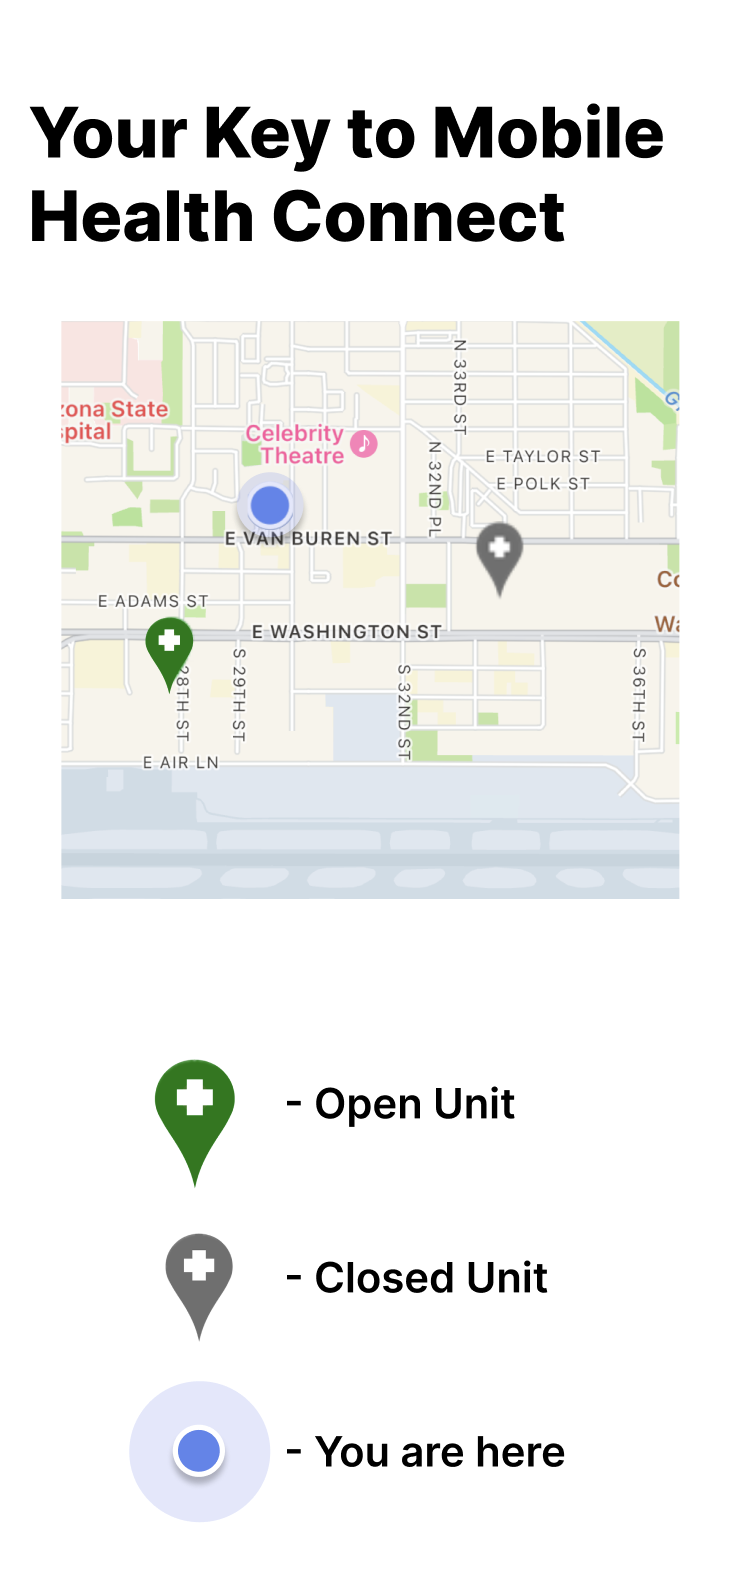 Your Key to Mobile
Health Connect
N 33RD ST
zona State
spital
Celebrity
Theatre
N 32ND PL
E TAYLOR ST
E POLK ST
E VAN BUREN ST
E ADAMS ST
E WASHINGTON ST
28TH ST
S 29TH ST
S 32ND ST
S 36TH ST
E AIR LN
- Open Unit
- Closed Unit
- You are here